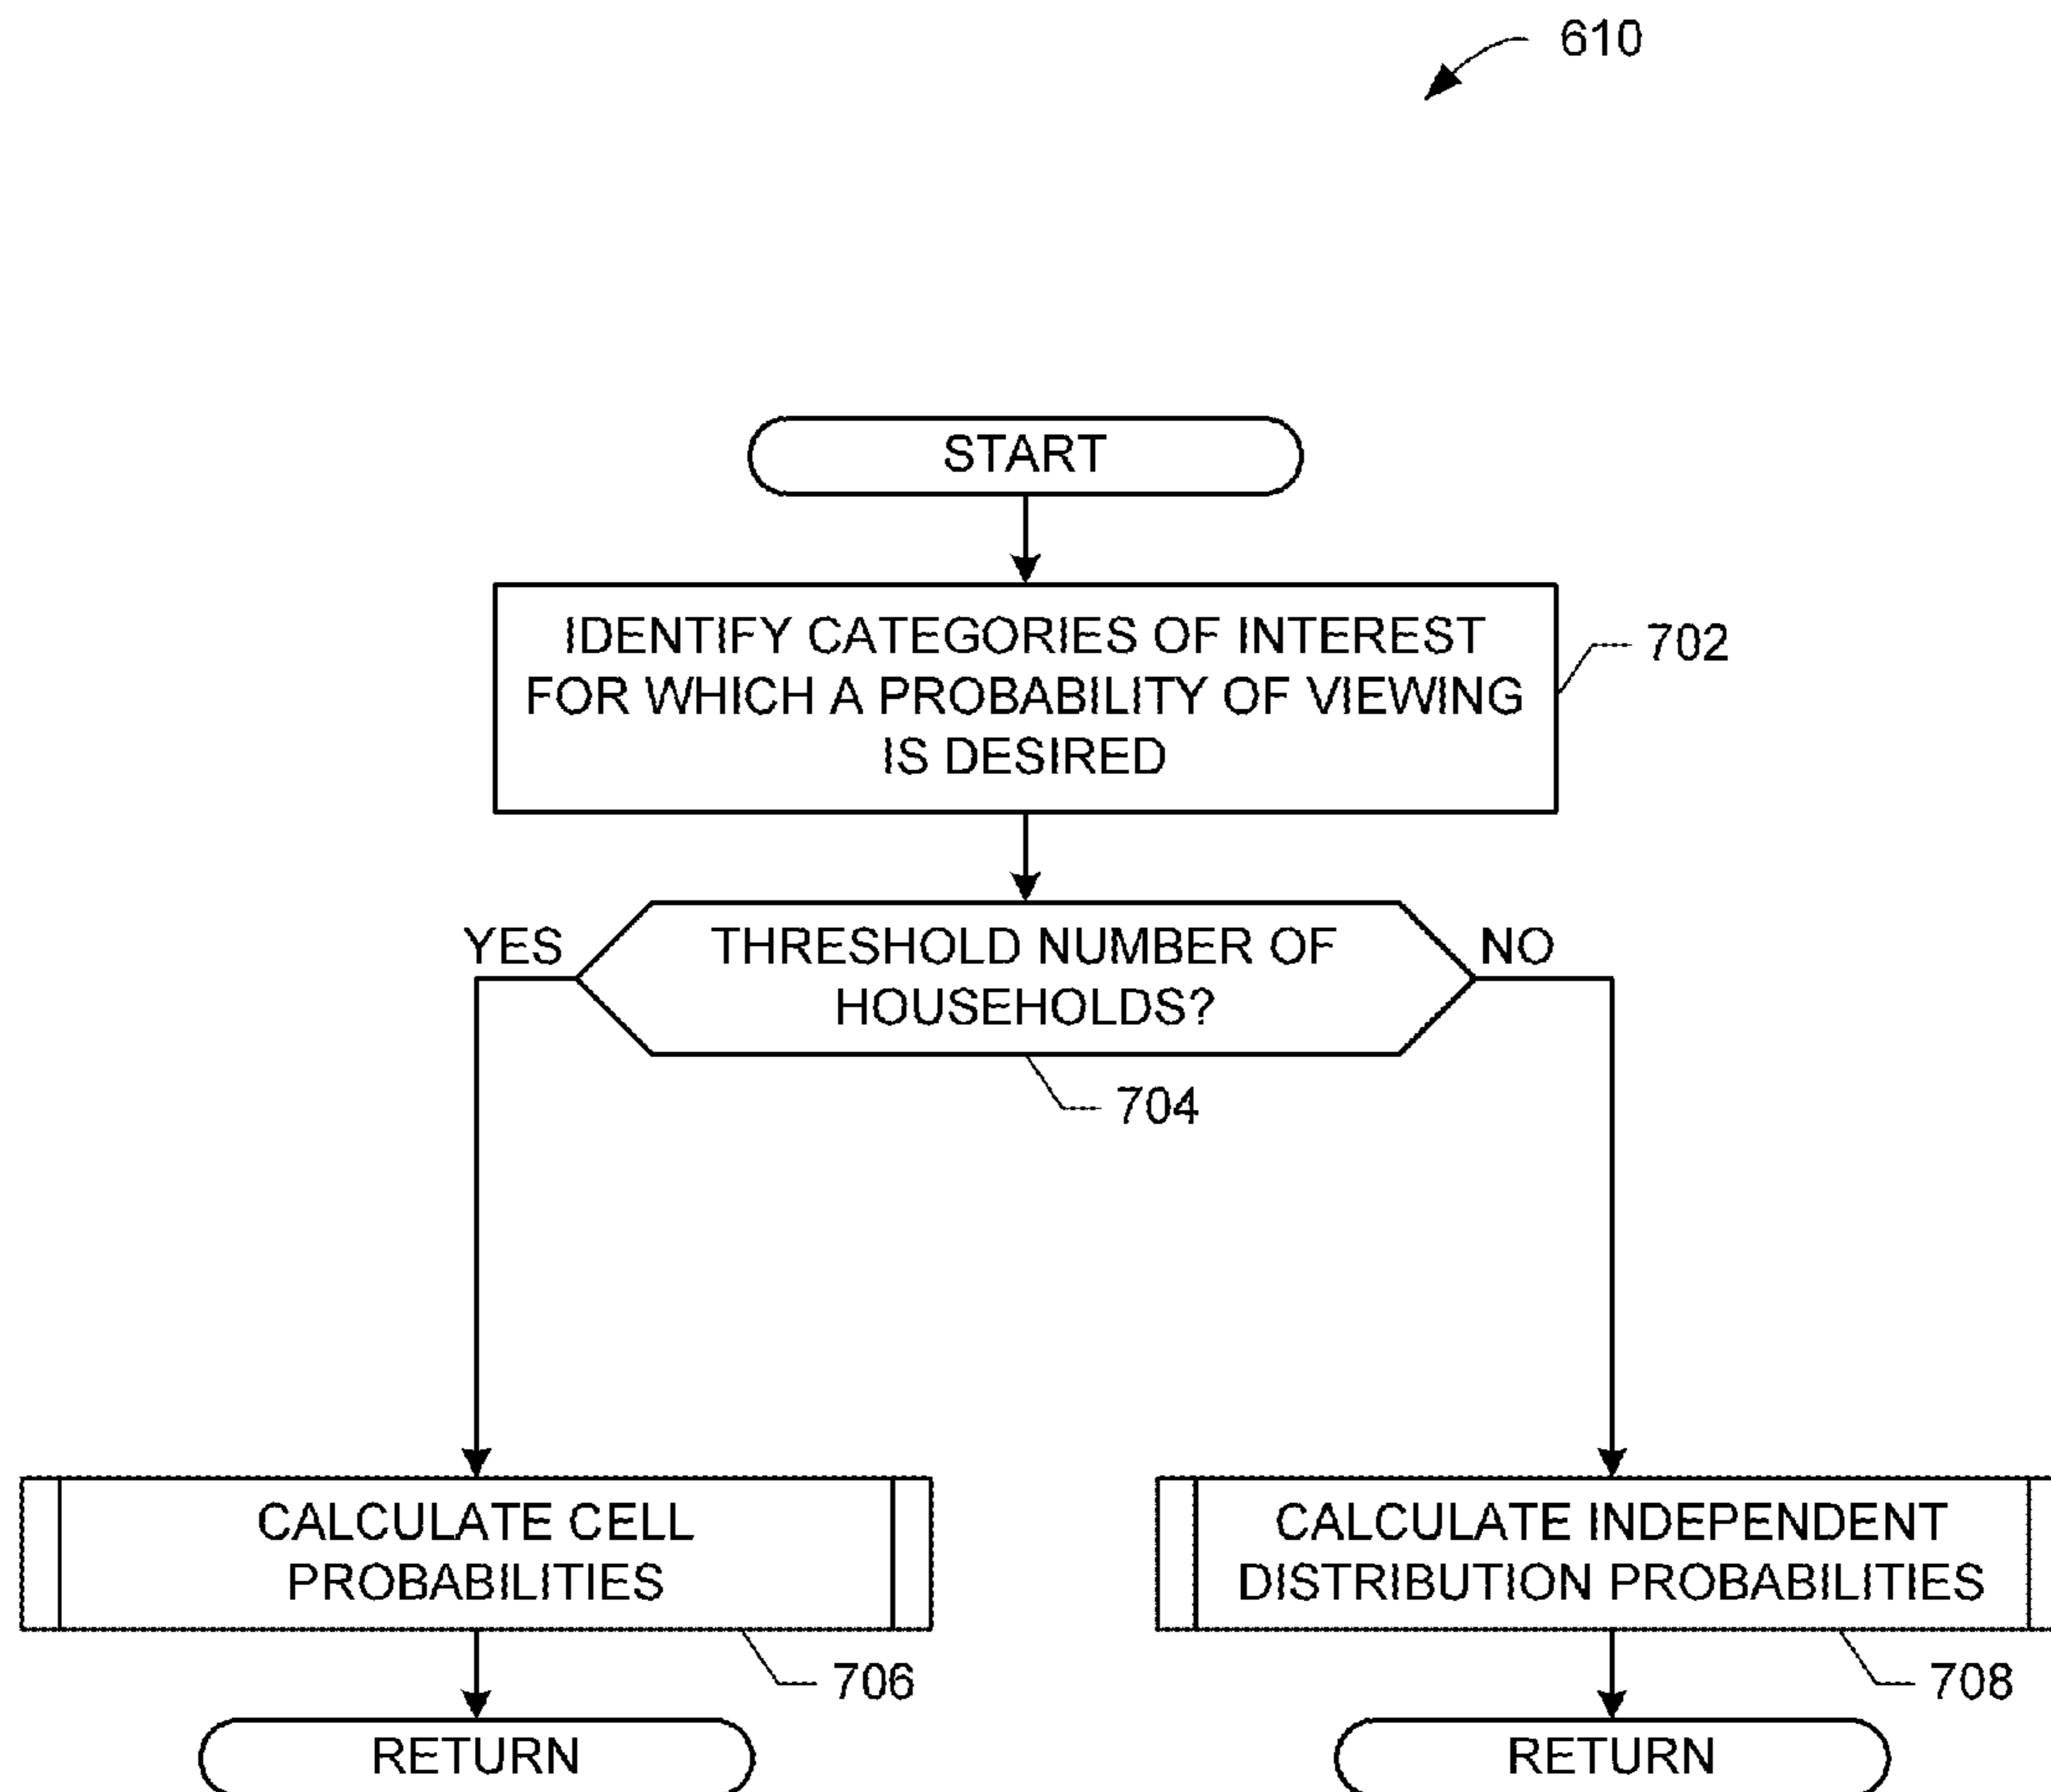 610
START
IDENTIFY CATEGORIES OF INTEREST
FOR WHICH A PROBABILITY OF VIEWING
IS DESIRED
702
YES
THRESHOLD NUMBER OF
HOUSEHOLDS?
NO
704
CALCULATE CELL
PROBABILITIES
706
CALCULATE INDEPENDENT
DISTRIBUTION PROBABILITIES
708
RETURN
RETURN